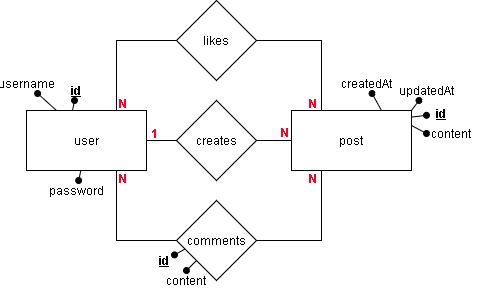 likes
username
id
N
N
createdAt
updatedAt
id
content
user
1
creates
N
post
password
N
N
comments
id
content